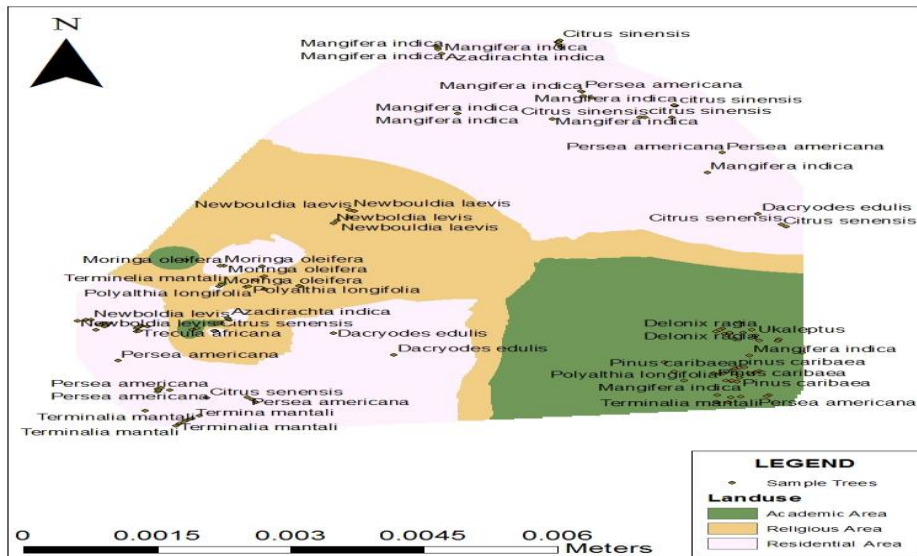 N
Citrus sinensis
Mangifera indica Mangifera indica
Mangifera indica Azadirachta indica
Mangifera indica Persea americana
Mangifera indica citrus sinensis
Mangifera indica Citrus sinensis citrus sinensis
Mangifera indica Mangifera indica
Persea americana Persea americana
Mangifera indica
Dacryodes edulis
Citrus senensis Citrus senensis
Newbouldia laevis Newbouldia laevis
Newboldia levis
Newbouldia laevis
Moringa oleifera Moringa oleifera
Moringa oleifera
Terminelia mantali Moringa oleifera
Polyalthia longifolia Polyalthia longifolia
Newboldia levis Azadirachta indica
Newboldia levis Citrus senensis
Trecula africana Dacryodes edulis
Dacryodes edulis
Persea americana
Delonix ragia Ukaleptus
Delonix ragia
Mangifera indica
Pinus caribaea pinus caribaea
Polyalthia longifolia Pinus caribaea
Mangifera indica Pinus caribaea
Terminalia mantali Persea americana
Persea americana Citrus senensis
Persea americana Persea americana
Terminalia mantali Termina mantali
Terminalia mantali Terminalia mantali
LEGEND
Sample Trees
Landuse
Academic Area
Religious Area
Residential Area
0 0.0015 0.003 0.0045 0.006
Meters